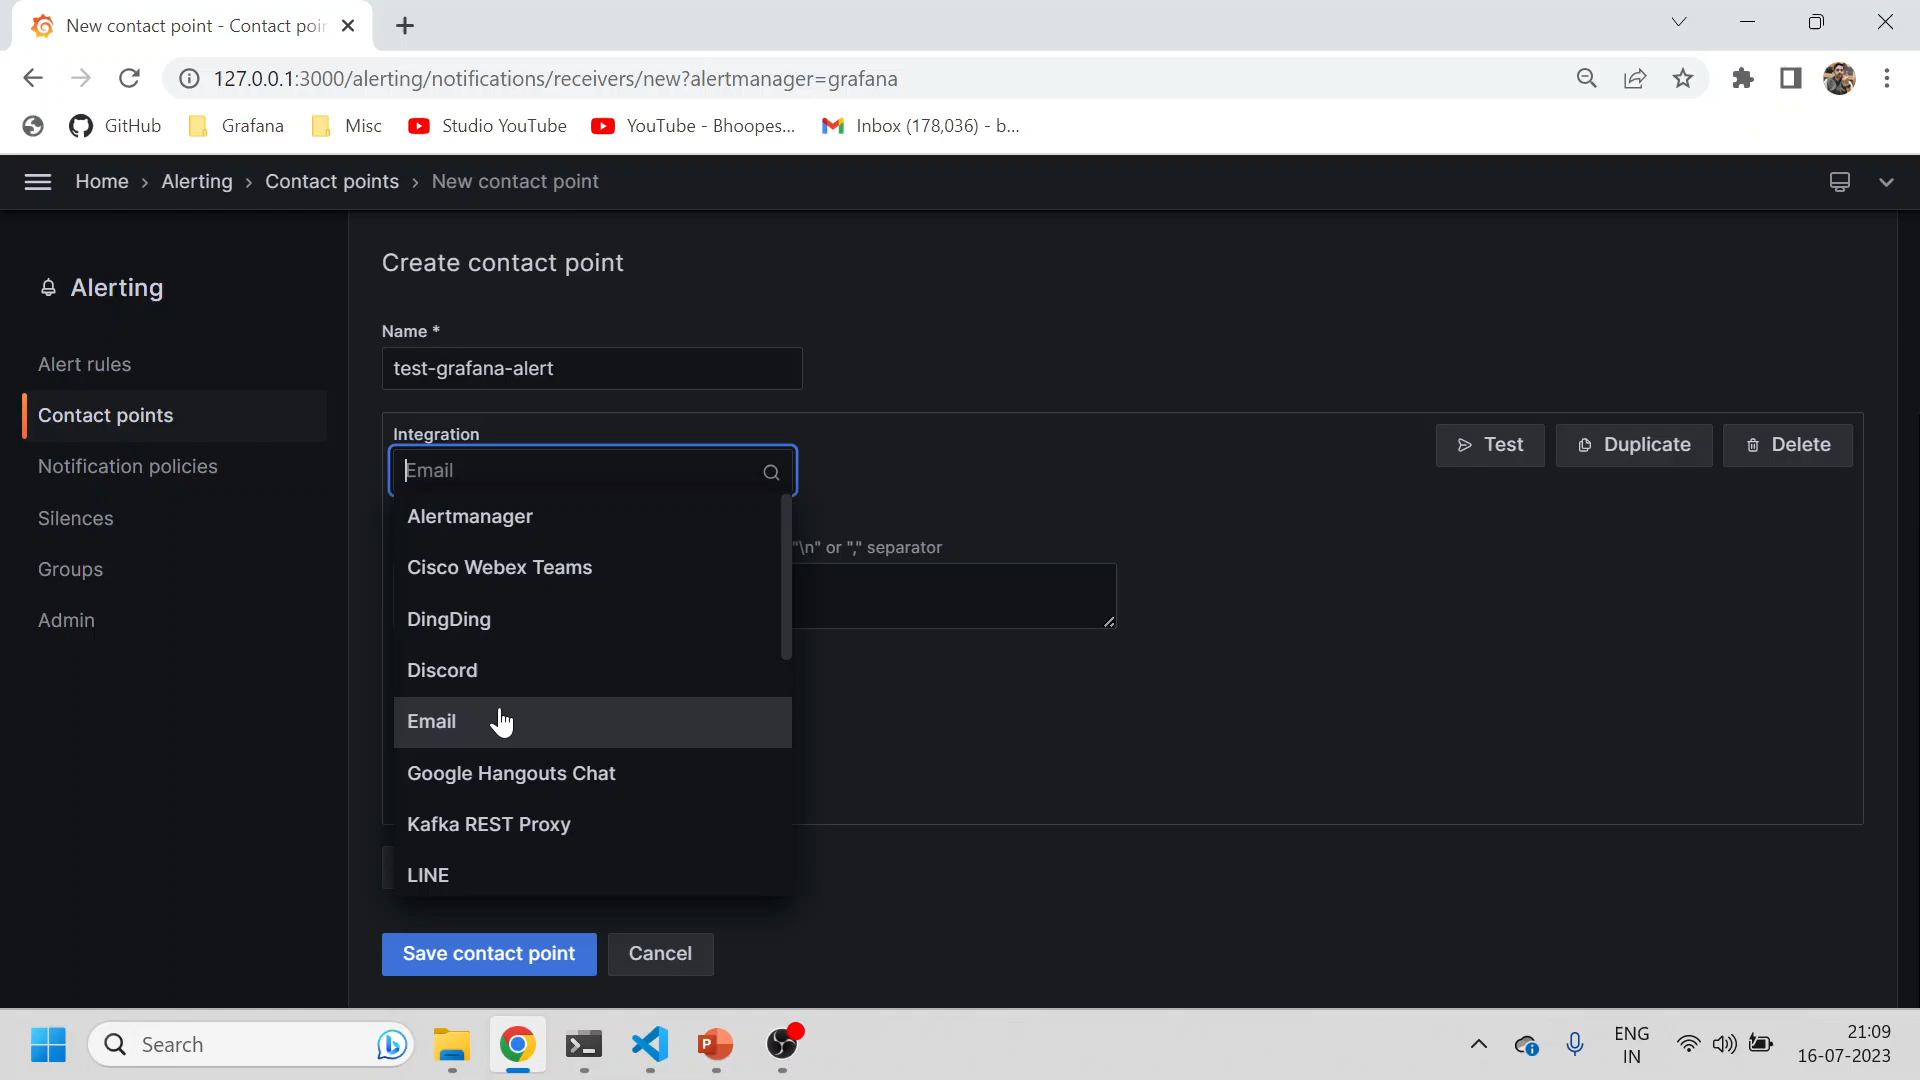 New contact point - Contact poin
127.0.0.1:3000/alerting/notifications/receivers/new?alertmanager=grafana
GitHub Grafana Misc Studio YouTube YouTube - Bhoopes... Inbox (178,036) - b...
Home › Alerting › Contact points › New contact point
Alerting
Alert rules
Contact points
Notification policies
Silences
Groups
Admin
Create contact point
Name *
test-grafana-alert
Integration
Test Duplicate Delete
Email
Alertmanager
Cisco Webex Teams
"\n" or "," separator
DingDing
Discord
Email
Google Hangouts Chat
Kafka REST Proxy
LINE
Save contact point Cancel
Search
ENG
IN
21:09
16-07-2023